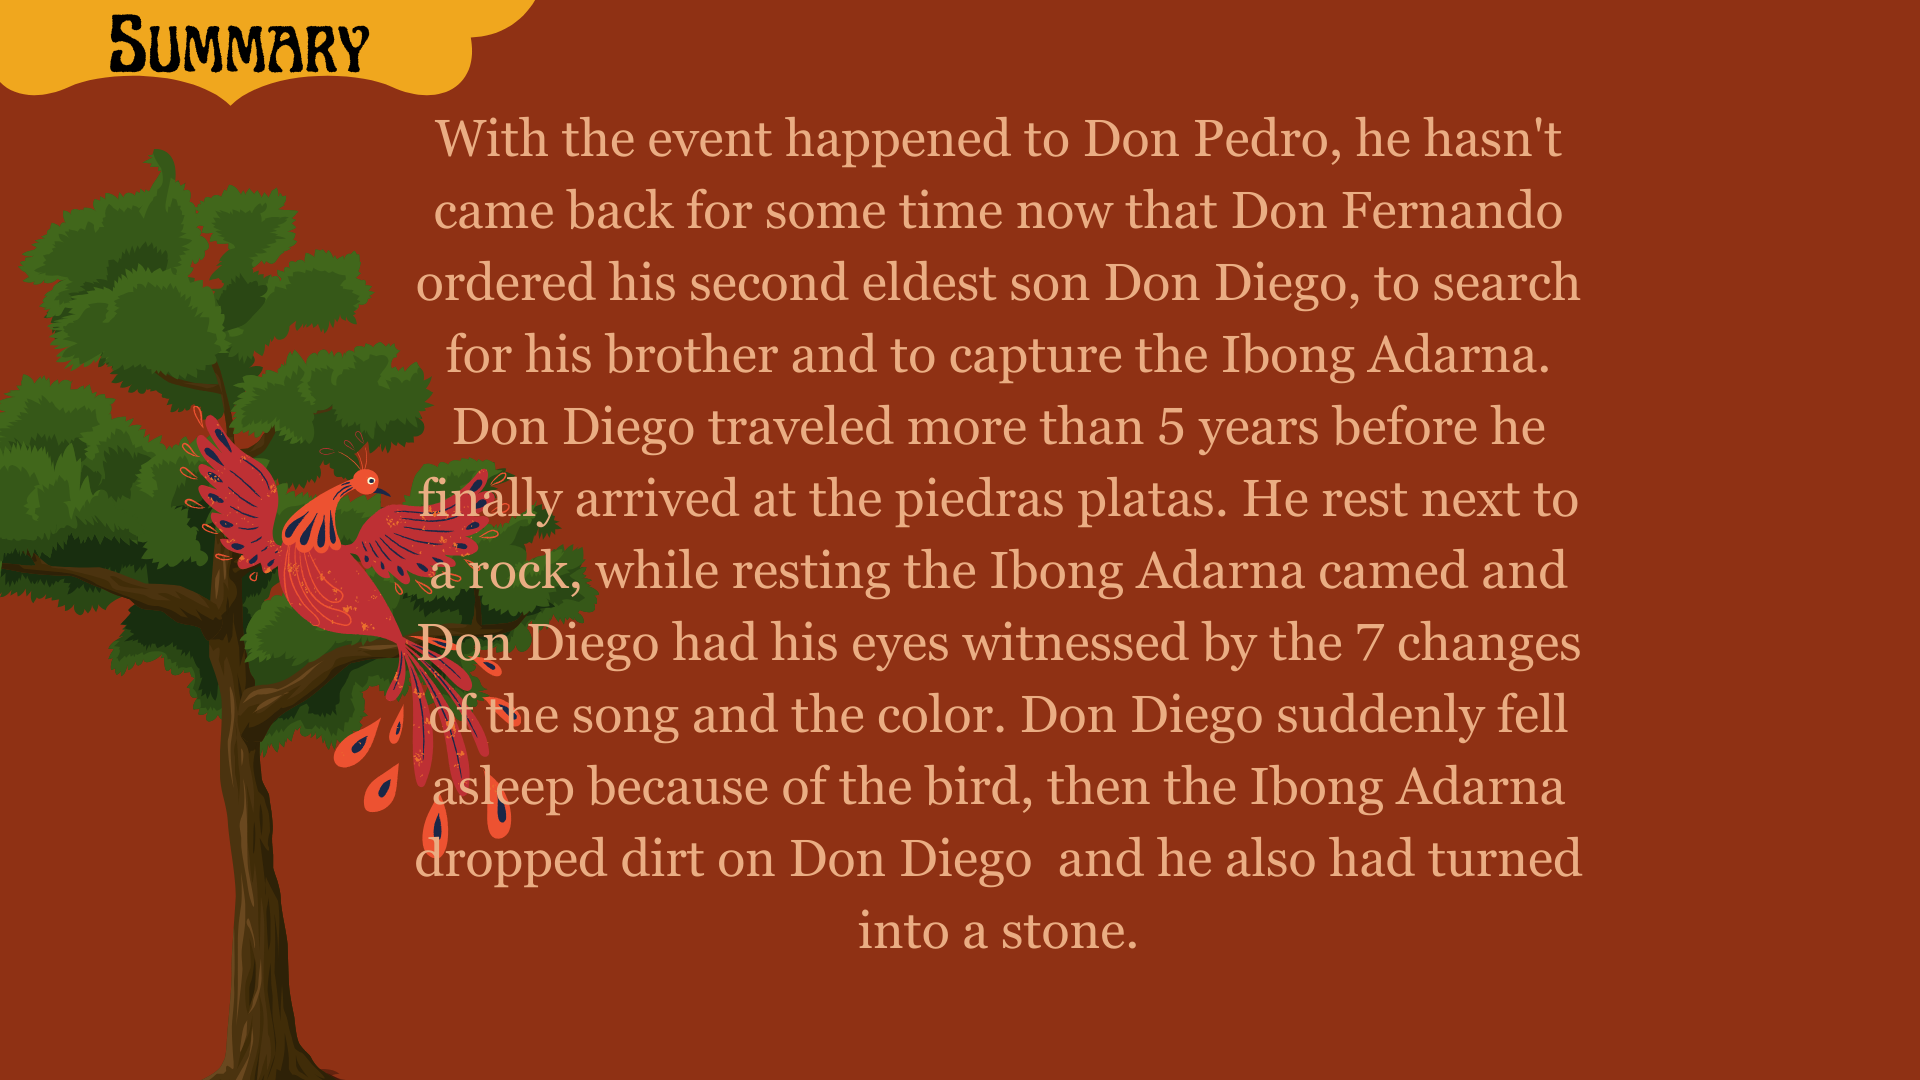 Summary
With the event happened to Don Pedro, he hasn't
came back for some time now that Don Fernando
ordered his second eldest son Don Diego, to search
for his brother and to capture the Ibong Adarna.
Don Diego traveled more than 5 years before he
finally arrived at the piedras platas. He rest next to
a rock, while resting the Ibong Adarna camed and
Don Diego had his eyes witnessed by the 7 changes
of the song and the color. Don Diego suddenly fell
asleep because of the bird, then the Ibong Adarna
dropped dirt on Don Diego  and he also had turned
into a stone.